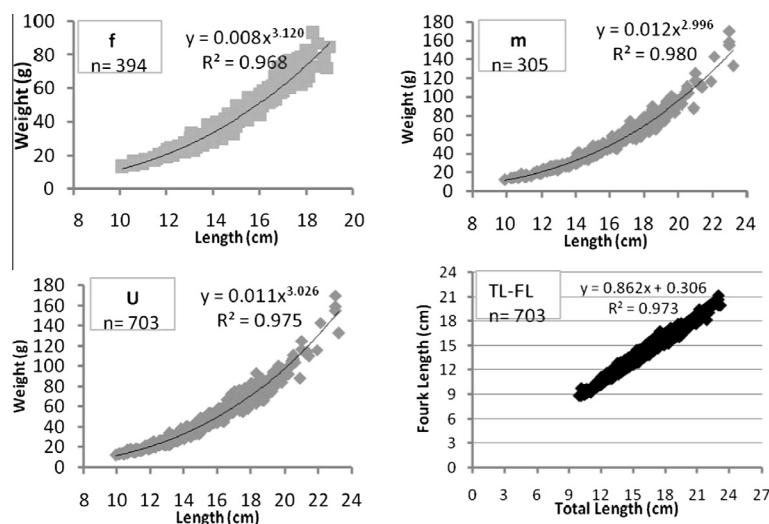 f
n= 394
y = 0.008x^3.120
R² = 0.968
Weight (g)
100
80
60
40
20
0
8 10 12 14 16 18 20
Length (cm)
m
n= 305
y = 0.012x^2.996
R² = 0.980
Weight (g)
180
160
140
120
100
80
60
40
20
0
8 10 12 14 16 18 20 22 24
Length (cm)
U
n= 703
y = 0.011x^3.026
R² = 0.975
Weight (g)
180
160
140
120
100
80
60
40
20
0
8 10 12 14 16 18 20 22 24
Length (cm)
TL-FL
n= 703
y = 0.862x + 0.306
R² = 0.973
Fourk Length (cm)
24
21
18
15
12
9
6
3
0
0 3 6 9 12 15 18 21 24 27
Total Length (cm)